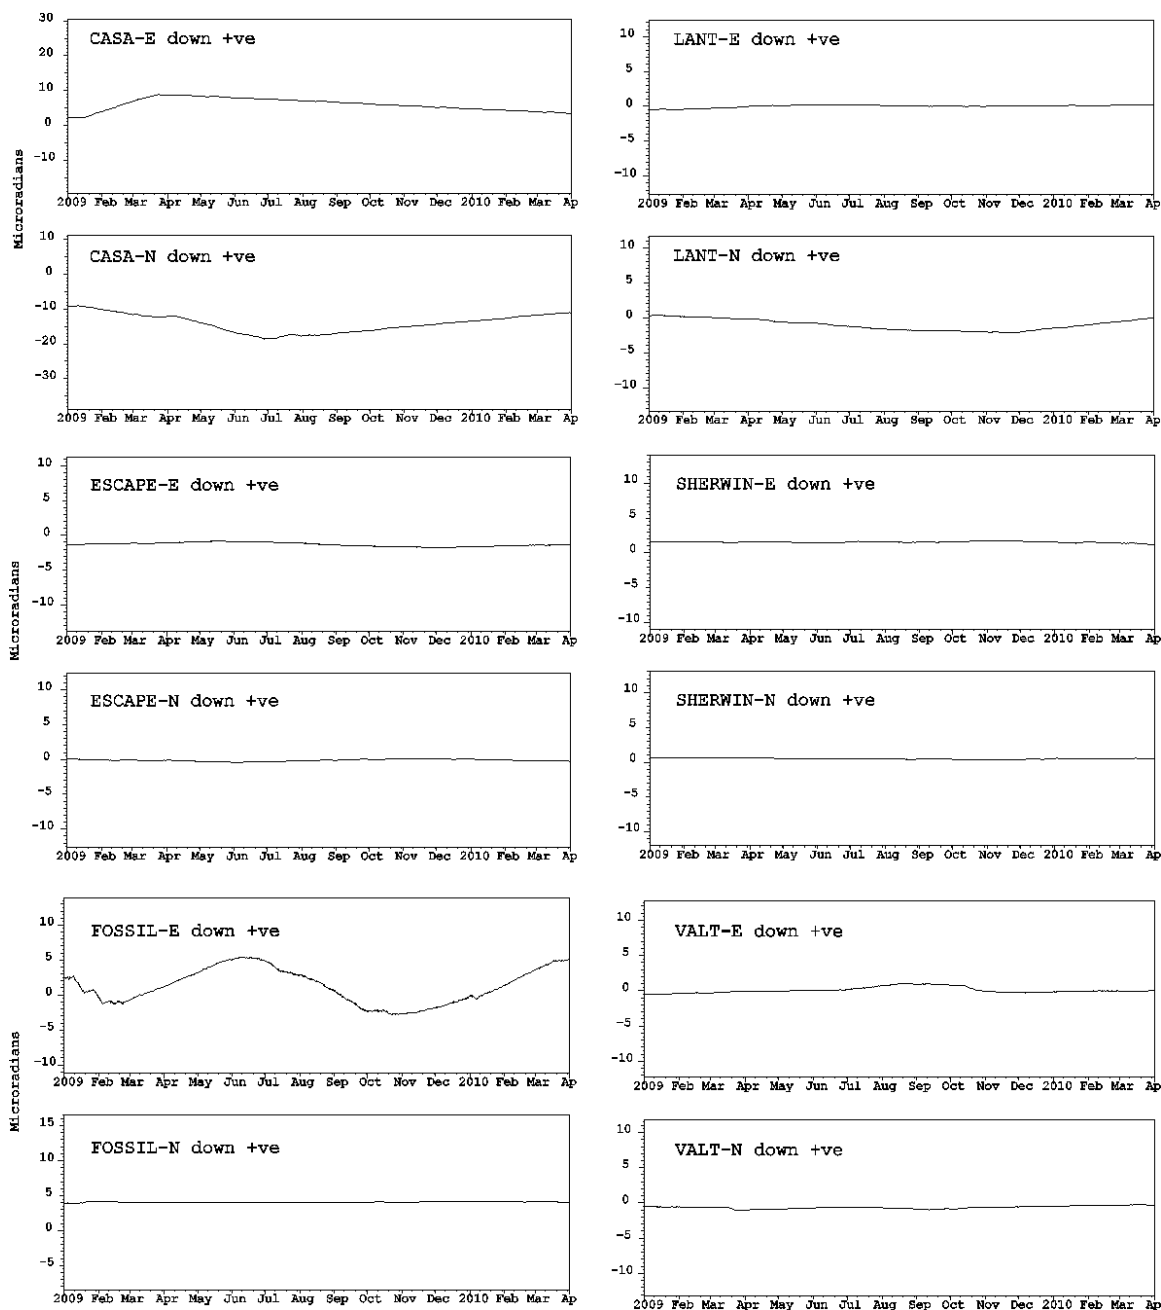 30
20
10
0
-10
CASA-E down +ve
2009 Feb Mar Apr May Jun Jul Aug Sep Oct Nov Dec 2010 Feb Mar Ap
10
5
0
-5
-10
LANT-E down +ve
2009 Feb Mar Apr May Jun Jul Aug Sep Oct Nov Dec 2010 Feb Mar Ap
Microradians
10
0
-10
-20
-30
CASA-N down +ve
2009 Feb Mar Apr May Jun Jul Aug Sep Oct Nov Dec 2010 Feb Mar Ap
10
5
0
-5
-10
LANT-N down +ve
2009 Feb Mar Apr May Jun Jul Aug Sep Oct Nov Dec 2010 Feb Mar Ap
10
5
0
-5
-10
ESCAPE-E down +ve
2009 Feb Mar Apr May Jun Jul Aug Sep Oct Nov Dec 2010 Feb Mar Ap
10
5
0
-5
-10
SHERWIN-E down +ve
2009 Feb Mar Apr May Jun Jul Aug Sep Oct Nov Dec 2010 Feb Mar Ap
Microradians
10
5
0
-5
-10
ESCAPE-N down +ve
2009 Feb Mar Apr May Jun Jul Aug Sep Oct Nov Dec 2010 Feb Mar Ap
10
5
0
-5
-10
SHERWIN-N down +ve
2009 Feb Mar Apr May Jun Jul Aug Sep Oct Nov Dec 2010 Feb Mar Ap
10
5
0
-5
-10
FOSSIL-E down +ve
2009 Feb Mar Apr May Jun Jul Aug Sep Oct Nov Dec 2010 Feb Mar Ap
10
5
0
-5
-10
VALT-E down +ve
2009 Feb Mar Apr May Jun Jul Aug Sep Oct Nov Dec 2010 Feb Mar Ap
Microradians
15
10
5
0
-5
FOSSIL-N down +ve
2009 Feb Mar Apr May Jun Jul Aug Sep Oct Nov Dec 2010 Feb Mar Ap
10
5
0
-5
-10
VALT-N down +ve
2009 Feb Mar Apr May Jun Jul Aug Sep Oct Nov Dec 2010 Feb Mar Ap